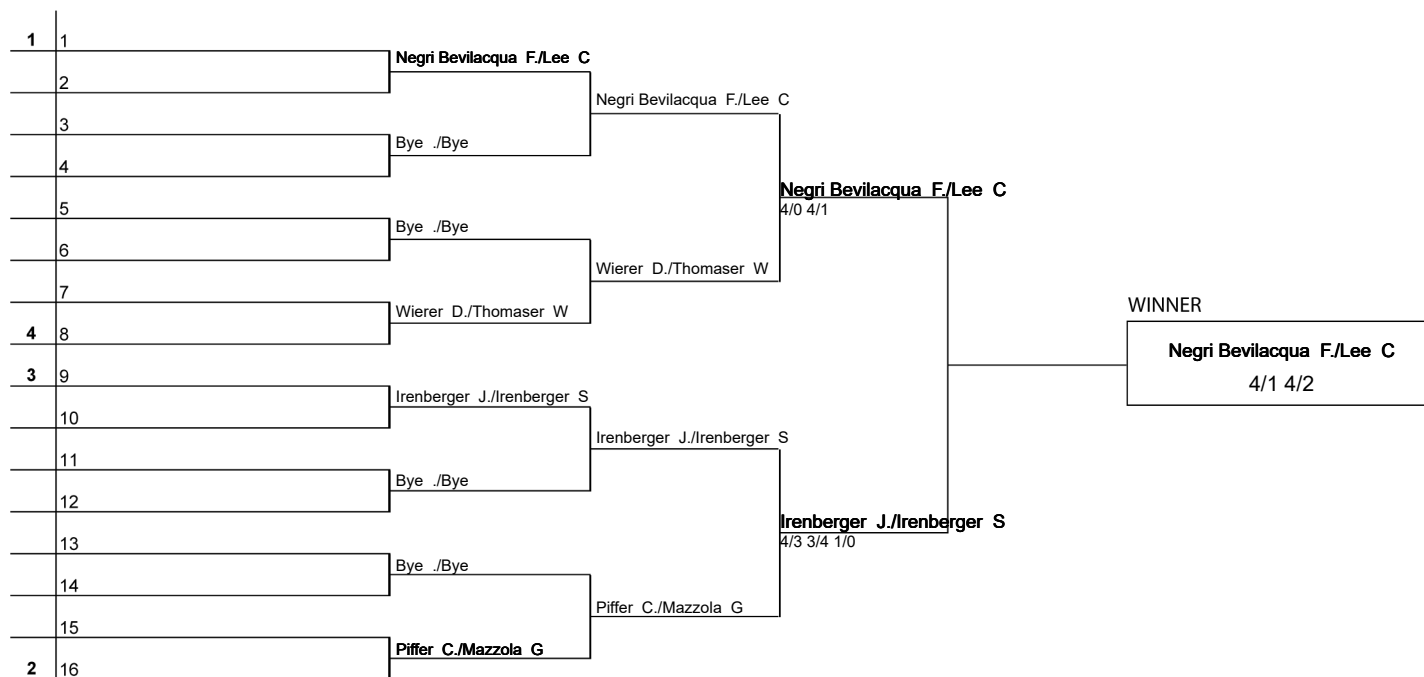 1 1
Negri Bevilacqua F./Lee C
2
Negri Bevilacqua F./Lee C
3
Bye ./Bye
4
Negri Bevilacqua F./Lee C
4/0 4/1
5
Bye ./Bye
6
Wierer D./Thomaser W
7
Wierer D./Thomaser W
4 8
WINNER
Negri Bevilacqua F./Lee C
4/1 4/2
3 9
Irenberger J./Irenberger S
10
Irenberger J./Irenberger S
11
Bye ./Bye
12
Irenberger J./Irenberger S
4/3 3/4 1/0
13
Bye ./Bye
14
Piffer C./Mazzola G
15
Piffer C./Mazzola G
2 16